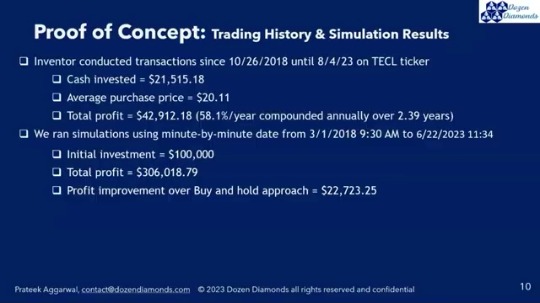 Dozen
Diamonds
Proof of Concept: Trading History & Simulation Results
Inventor conducted transactions since 10/26/2018 until 8/4/23 on TECL ticker
Cash invested = $21,515.18
Average purchase price = $20.11
Total profit = $42,912.18 (58.1%/year compounded annually over 2.39 years)
We ran simulations using minute-by-minute date from 3/1/2018 9:30 AM to 6/22/2023 11:34
Initial investment = $100,000
Total profit = $306,018.79
Profit improvement over Buy and hold approach = $22,723.25
Prateek Aggarwal, contact@dozendiamonds.com © 2023 Dozen Diamonds all rights reserved and confidential
10